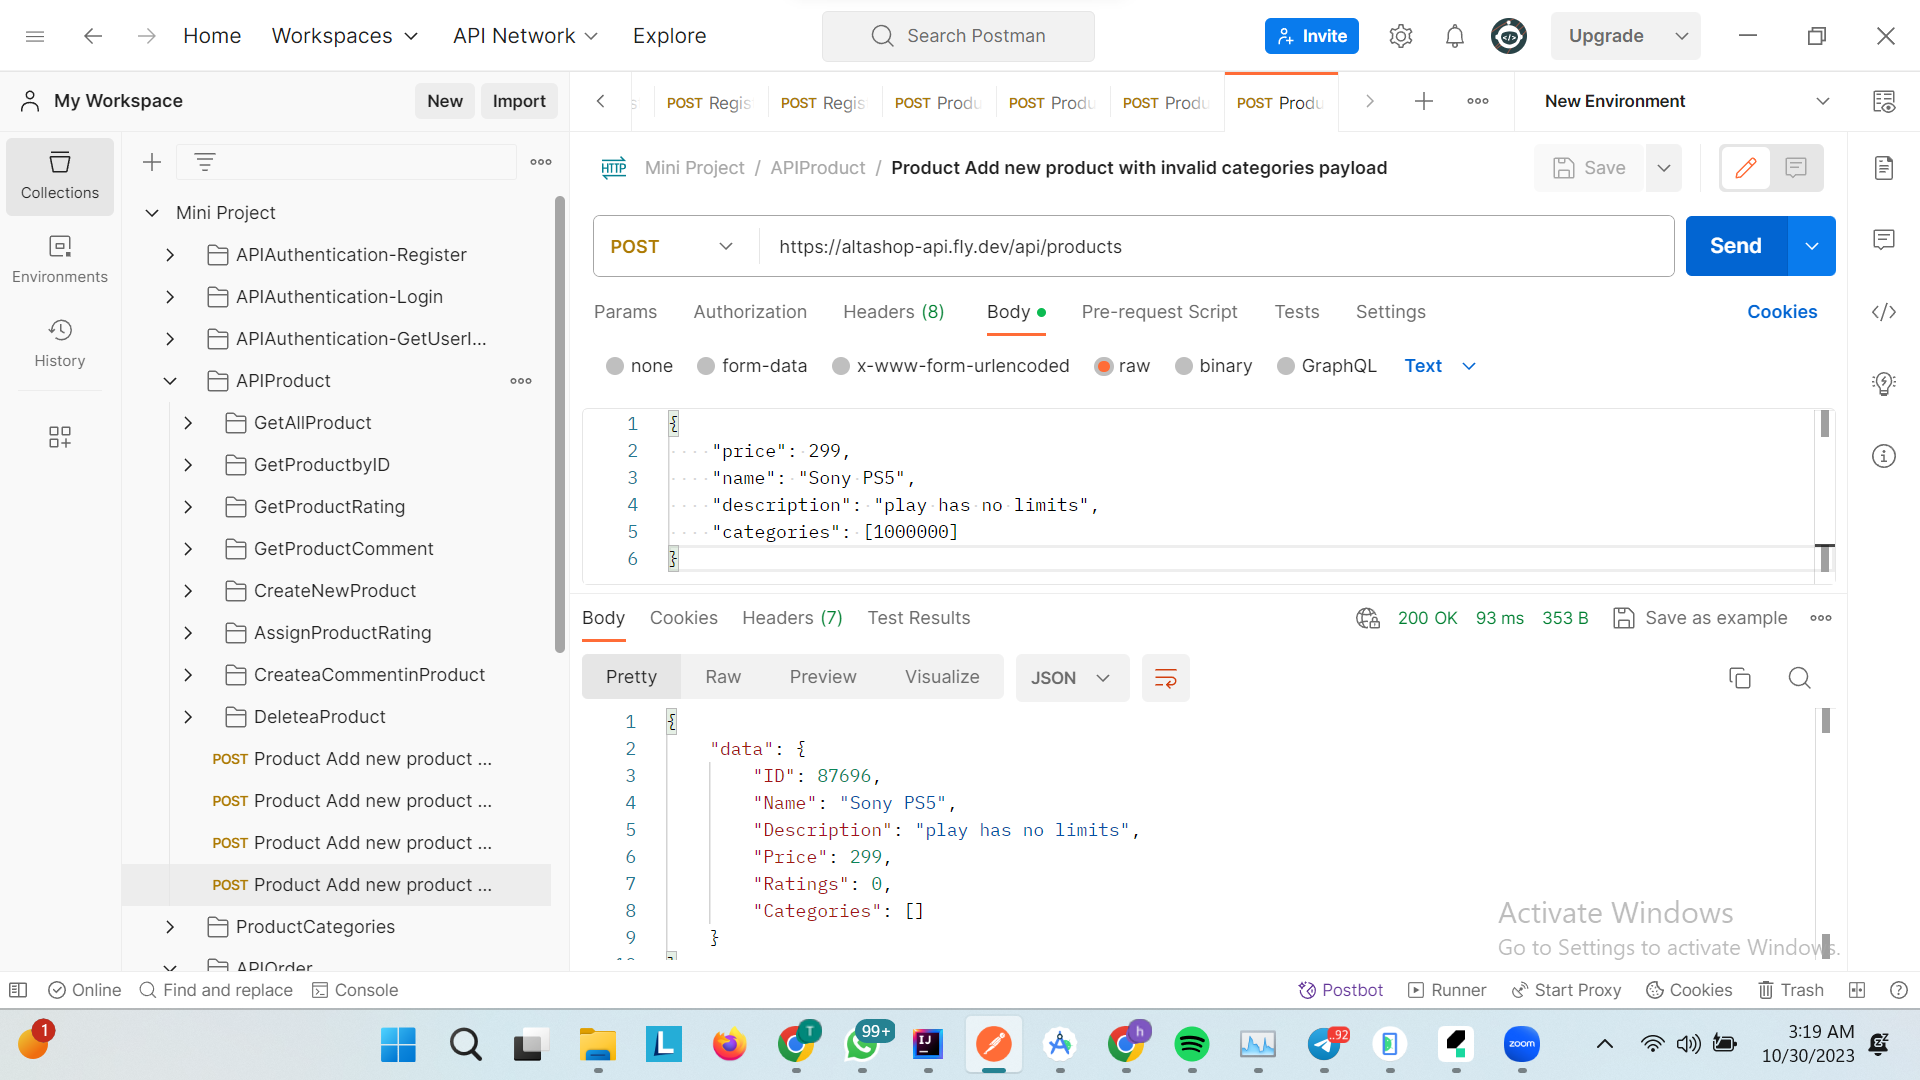 Home Workspaces API Network Explore Search Postman Invite Upgrade
My Workspace New Import POST Regis POST Regis POST Produ POST Produ POST Produ POST Produ New Environment
Collections
Environments
History
Mini Project
APIAuthentication-Register
APIAuthentication-Login
APIAuthentication-GetUserI...
APIProduct
GetAllProduct
GetProductbyID
GetProductRating
GetProductComment
CreateNewProduct
AssignProductRating
CreateaCommentinProduct
DeleteaProduct
POST Product Add new product ...
POST Product Add new product ...
POST Product Add new product ...
POST Product Add new product ...
ProductCategories
APIOrder
HTTP Mini Project / APIProduct / Product Add new product with invalid categories payload Save
POST https://altashop-api.fly.dev/api/products Send
Params Authorization Headers (8) Body Pre-request Script Tests Settings Cookies
none form-data x-www-form-urlencoded raw binary GraphQL Text
1 {
2 "price": 299,
3 "name": "Sony PS5",
4 "description": "play has no limits",
5 "categories": [1000000]
6 }
Body Cookies Headers (7) Test Results 200 OK 93 ms 353 B Save as example
Pretty Raw Preview Visualize JSON
1 {
2 "data": {
3 "ID": 87696,
4 "Name": "Sony PS5",
5 "Description": "play has no limits",
6 "Price": 299,
7 "Ratings": 0,
8 "Categories": []
9 }
Activate Windows
Go to Settings to activate Windows.
Online Find and replace Console Postbot Runner Start Proxy Cookies Trash
1 L T 99+ IJ h ..92 zoom 3:19 AM
10/30/2023